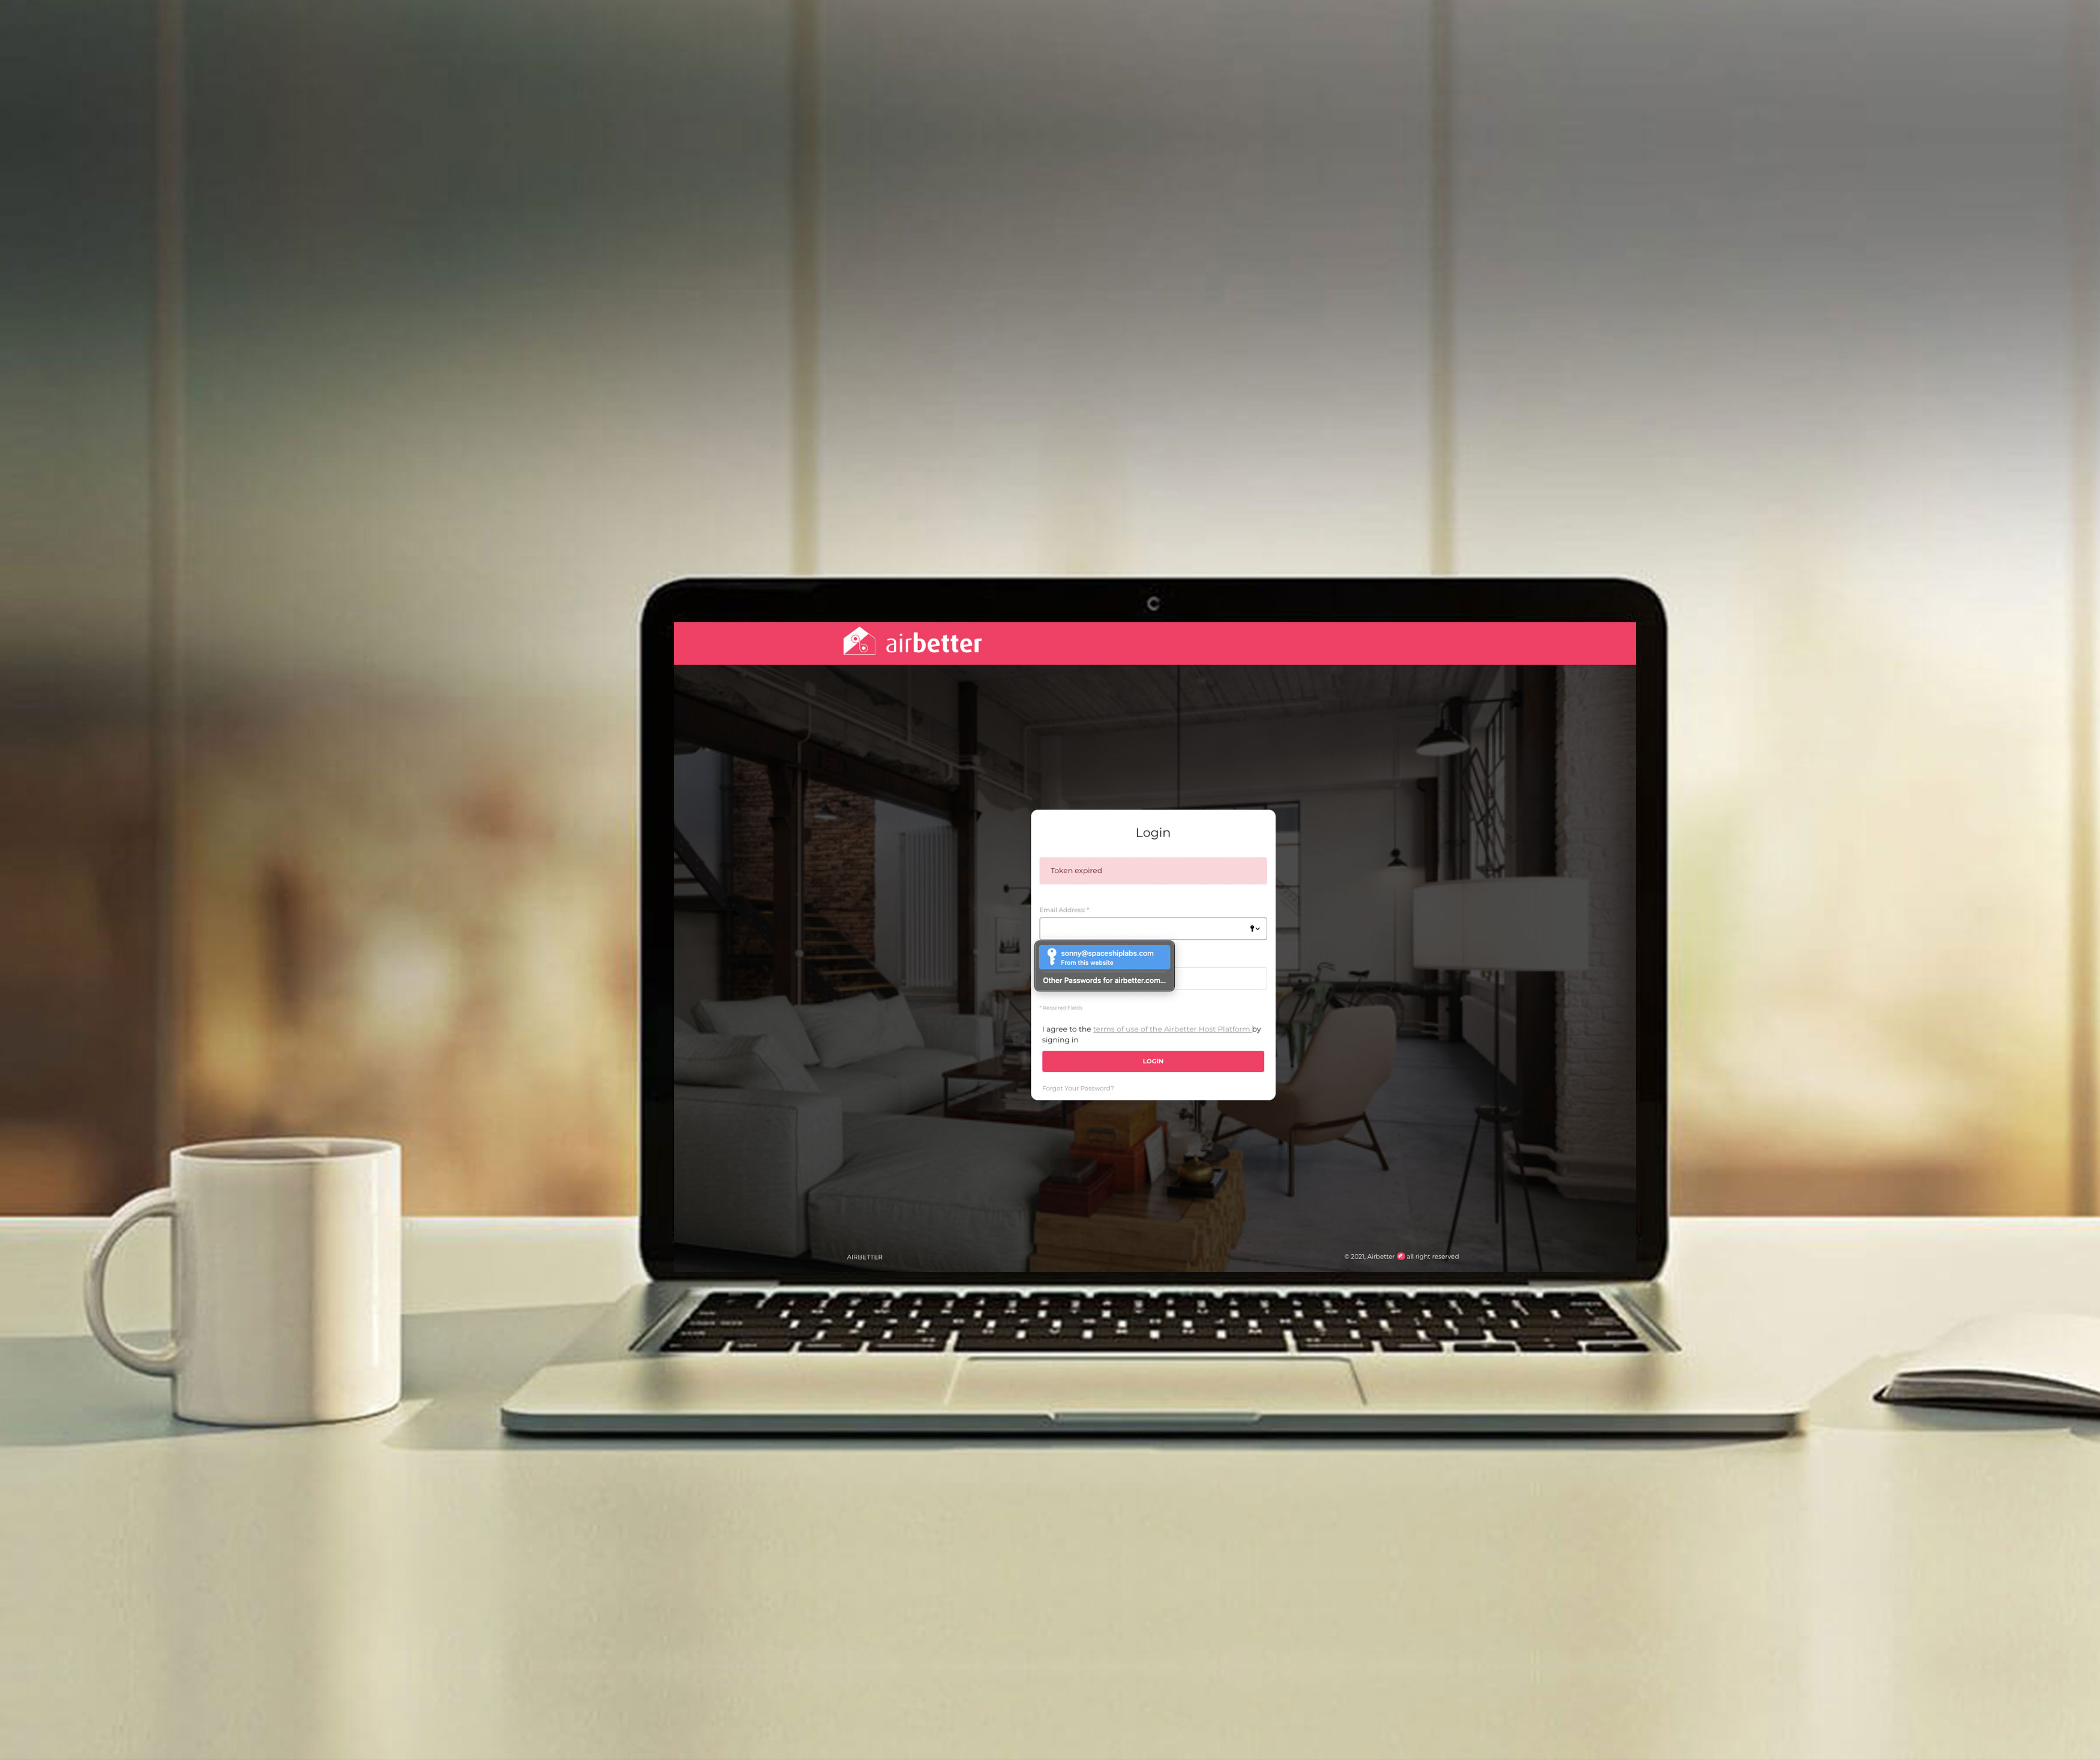 airbetter
Login
Token expired
Email Address *
sonny@spaceshiplabs.com
From this website
Other Passwords for airbetter.com...
* Required Fields
I agree to the terms of use of the Airbetter Host Platform by
signing in
LOGIN
Forgot Your Password?
AIRBETTER
© 2021, Airbetter all right reserved